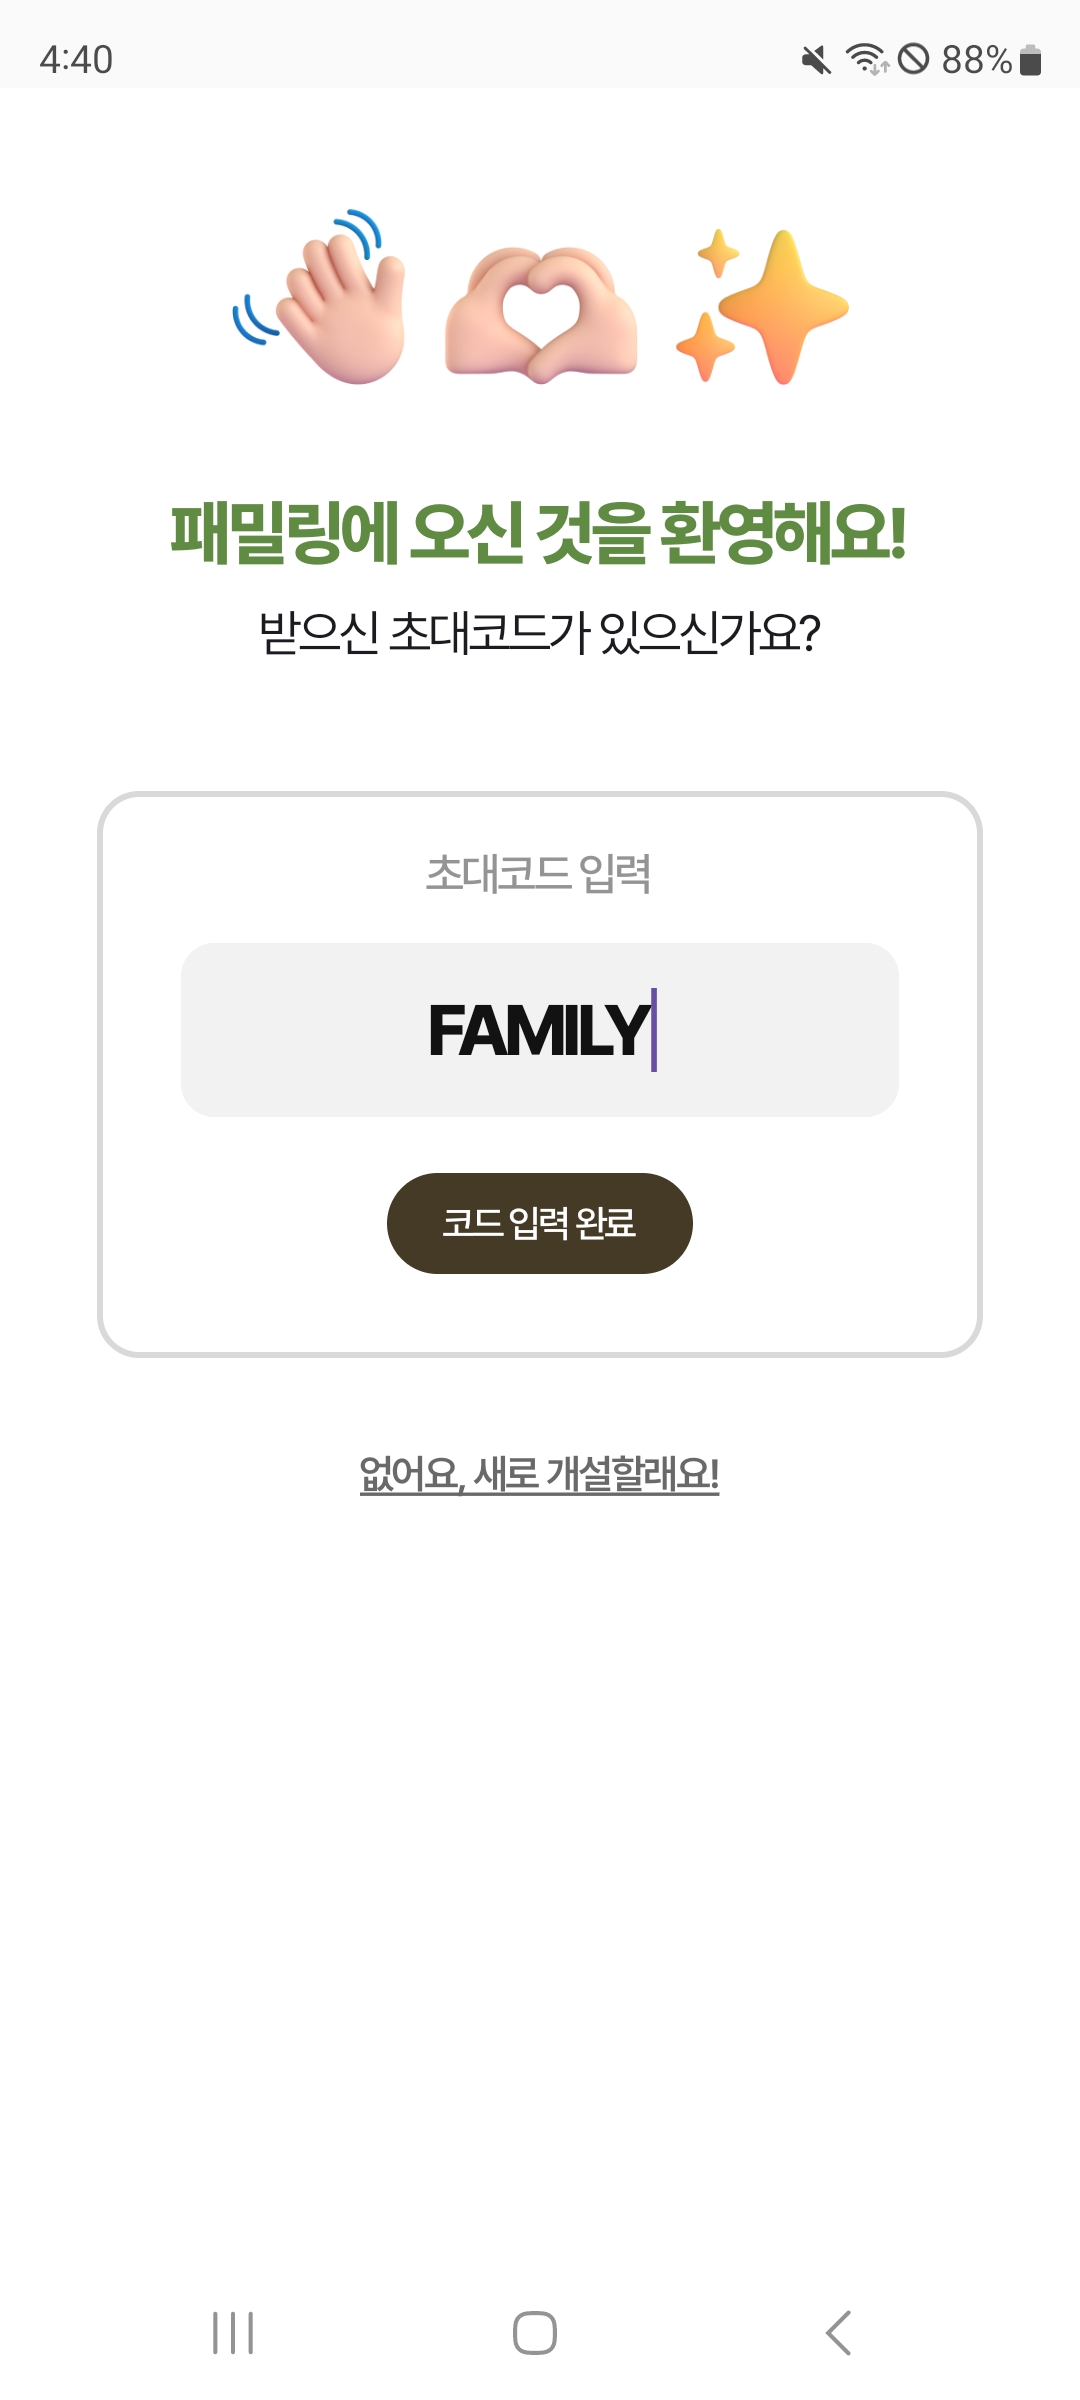 4:40
88%
패밀링에 오신 것을 환영해요!
받으신 초대코드가 있으신가요?
초대코드 입력
FAMILY
코드 입력 완료
없어요, 새로 개설할래요!